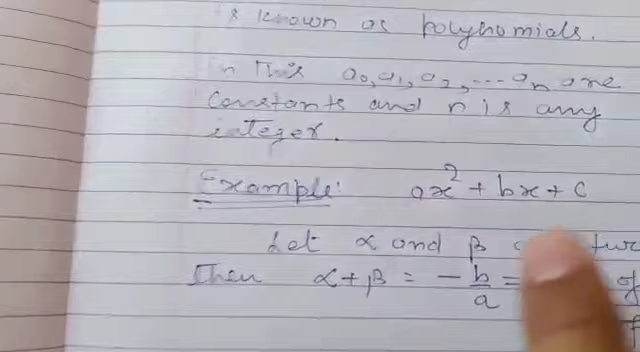 is known as polynomials.
in this a₀, a₁, a₂, ... aₙ are
constants and n is any
integer.
Example: ax² + bx + c
Let α and β
then α + β = - b/a = of